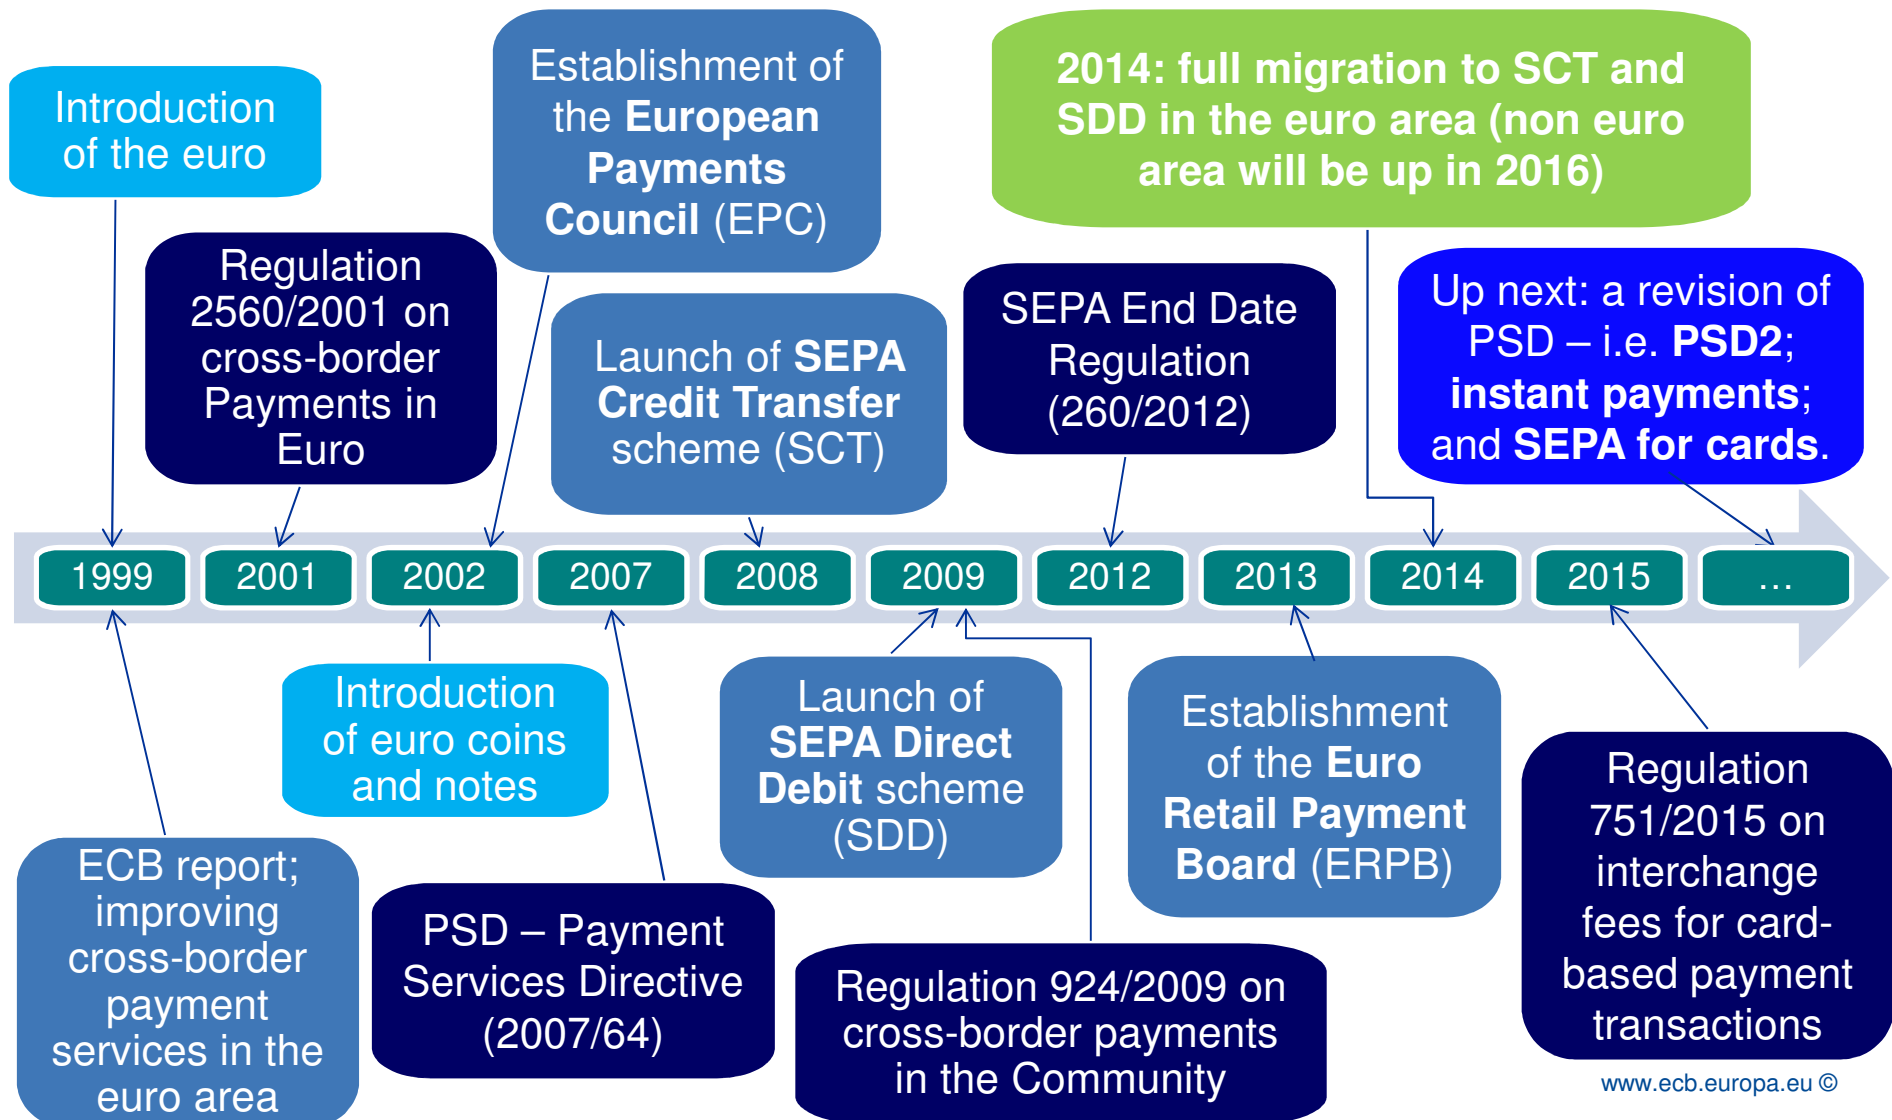 Introduction
of the euro
Establishment of
the European
Payments
Council (EPC)
2014: full migration to SCT and
SDD in the euro area (non euro
area will be up in 2016)
Regulation
2560/2001 on
cross-border
Payments in
Euro
Launch of SEPA
Credit Transfer
scheme (SCT)
SEPA End Date
Regulation
(260/2012)
Up next: a revision of
PSD – i.e. PSD2;
instant payments;
and SEPA for cards.
1999
2001
2002
2007
2008
2009
2012
2013
2014
2015
...
Introduction
of euro coins
and notes
Launch of
SEPA Direct
Debit scheme
(SDD)
Establishment
of the Euro
Retail Payment
Board (ERPB)
Regulation
751/2015 on
interchange
fees for card-
based payment
transactions
ECB report;
improving
cross-border
payment
services in the
euro area
PSD – Payment
Services Directive
(2007/64)
Regulation 924/2009 on
cross-border payments
in the Community
www.ecb.europa.eu ©